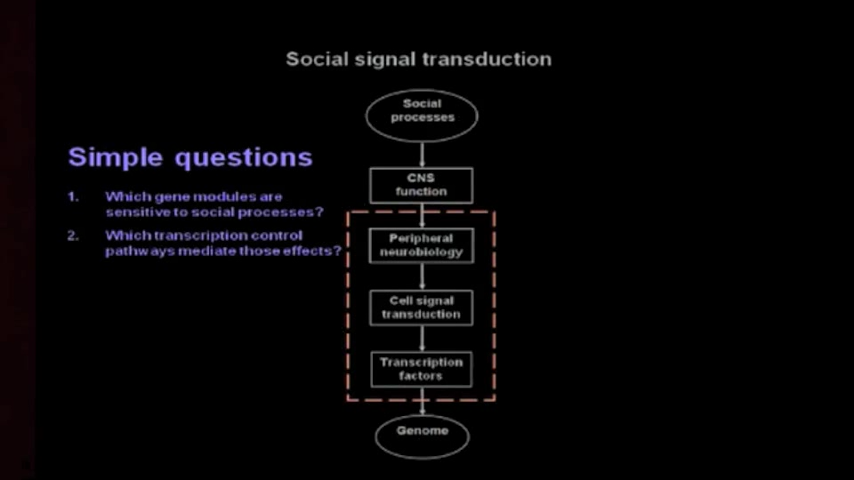 Social signal transduction
Social
processes
Simple questions
CNS
function
1. Which gene modules are
sensitive to social processes?
2. Which transcription control
pathways mediate those effects?
Peripheral
neurobiology
Cell signal
transduction
Transcription
factors
Genome